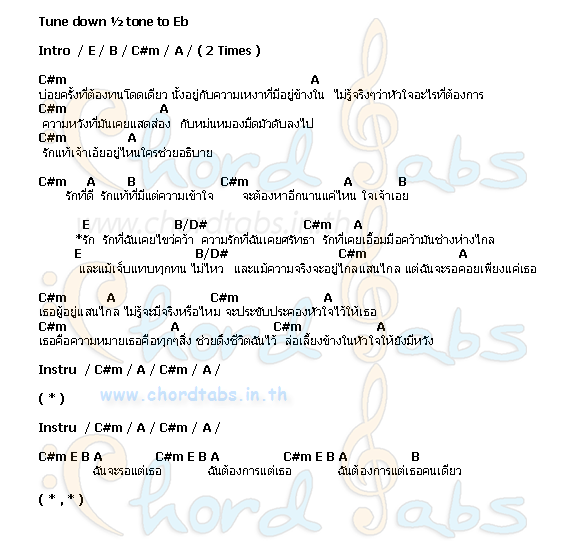 Tune down ½ tone to Eb
Intro / E / B / C#m / A / ( 2 Times )
C#m A
บ่อยครั้งที่ต้องทนโดดเดียว นั้งอยู่กับความเหงาที่มีอยู่ข้างใน ไม่รู้จริงๆว่าหัวใจอะไรที่ต้องการ
C#m A
ความหวังที่มันเคยแสดส่อง กับหม่นหมองมืดมัวดับลงไป
C#m A
รักแท้เจ้าเอ้ยอยู่ไหนใครช่วยอธิบาย
C#m A B C#m A B
รักที่ดี รักแท้ที่มีแต่ความเข้าใจ จะต้องหาอีกนานแค่ไหน ใจเจ้าเอย
E B/D# C#m A
*รัก รักที่ฉันเคยไขว่คว้า ความรักที่ฉันเคยศรัทธา รักที่เคยเอื้อมมือคว้ามันช่างห่างไกล
E B/D# C#m A
และแม้เจ็บแทบทุกทน ไม่ไหว และแม้ความจริงจะอยู่ไกลแสนไกล แต่ฉันจะรอคอยเพียงแค่เธอ
C#m A C#m A
เธอผู้อยู่แสนไกล ไม่รู้จะมีจริงหรือไหม จะประขับประคองหัวใจไว้ให้เธอ
C#m A C#m A
เธอคือความหมายเธอคือทุกๆสิ่ง ช่วยดึงชีวิตฉันไว้ ล่อเลี้ยงข้างในหัวใจให้ยังมีหวัง
Instru / C#m / A / C#m / A /
www.chordtabs.in.th
( * )
Instru / C#m / A / C#m / A /
C#m E B A C#m E B A C#m E B A B
ฉันจะรอแต่เธอ ฉันต้องการแต่เธอ ฉันต้องการแต่เธอคนเดียว
( * , * )